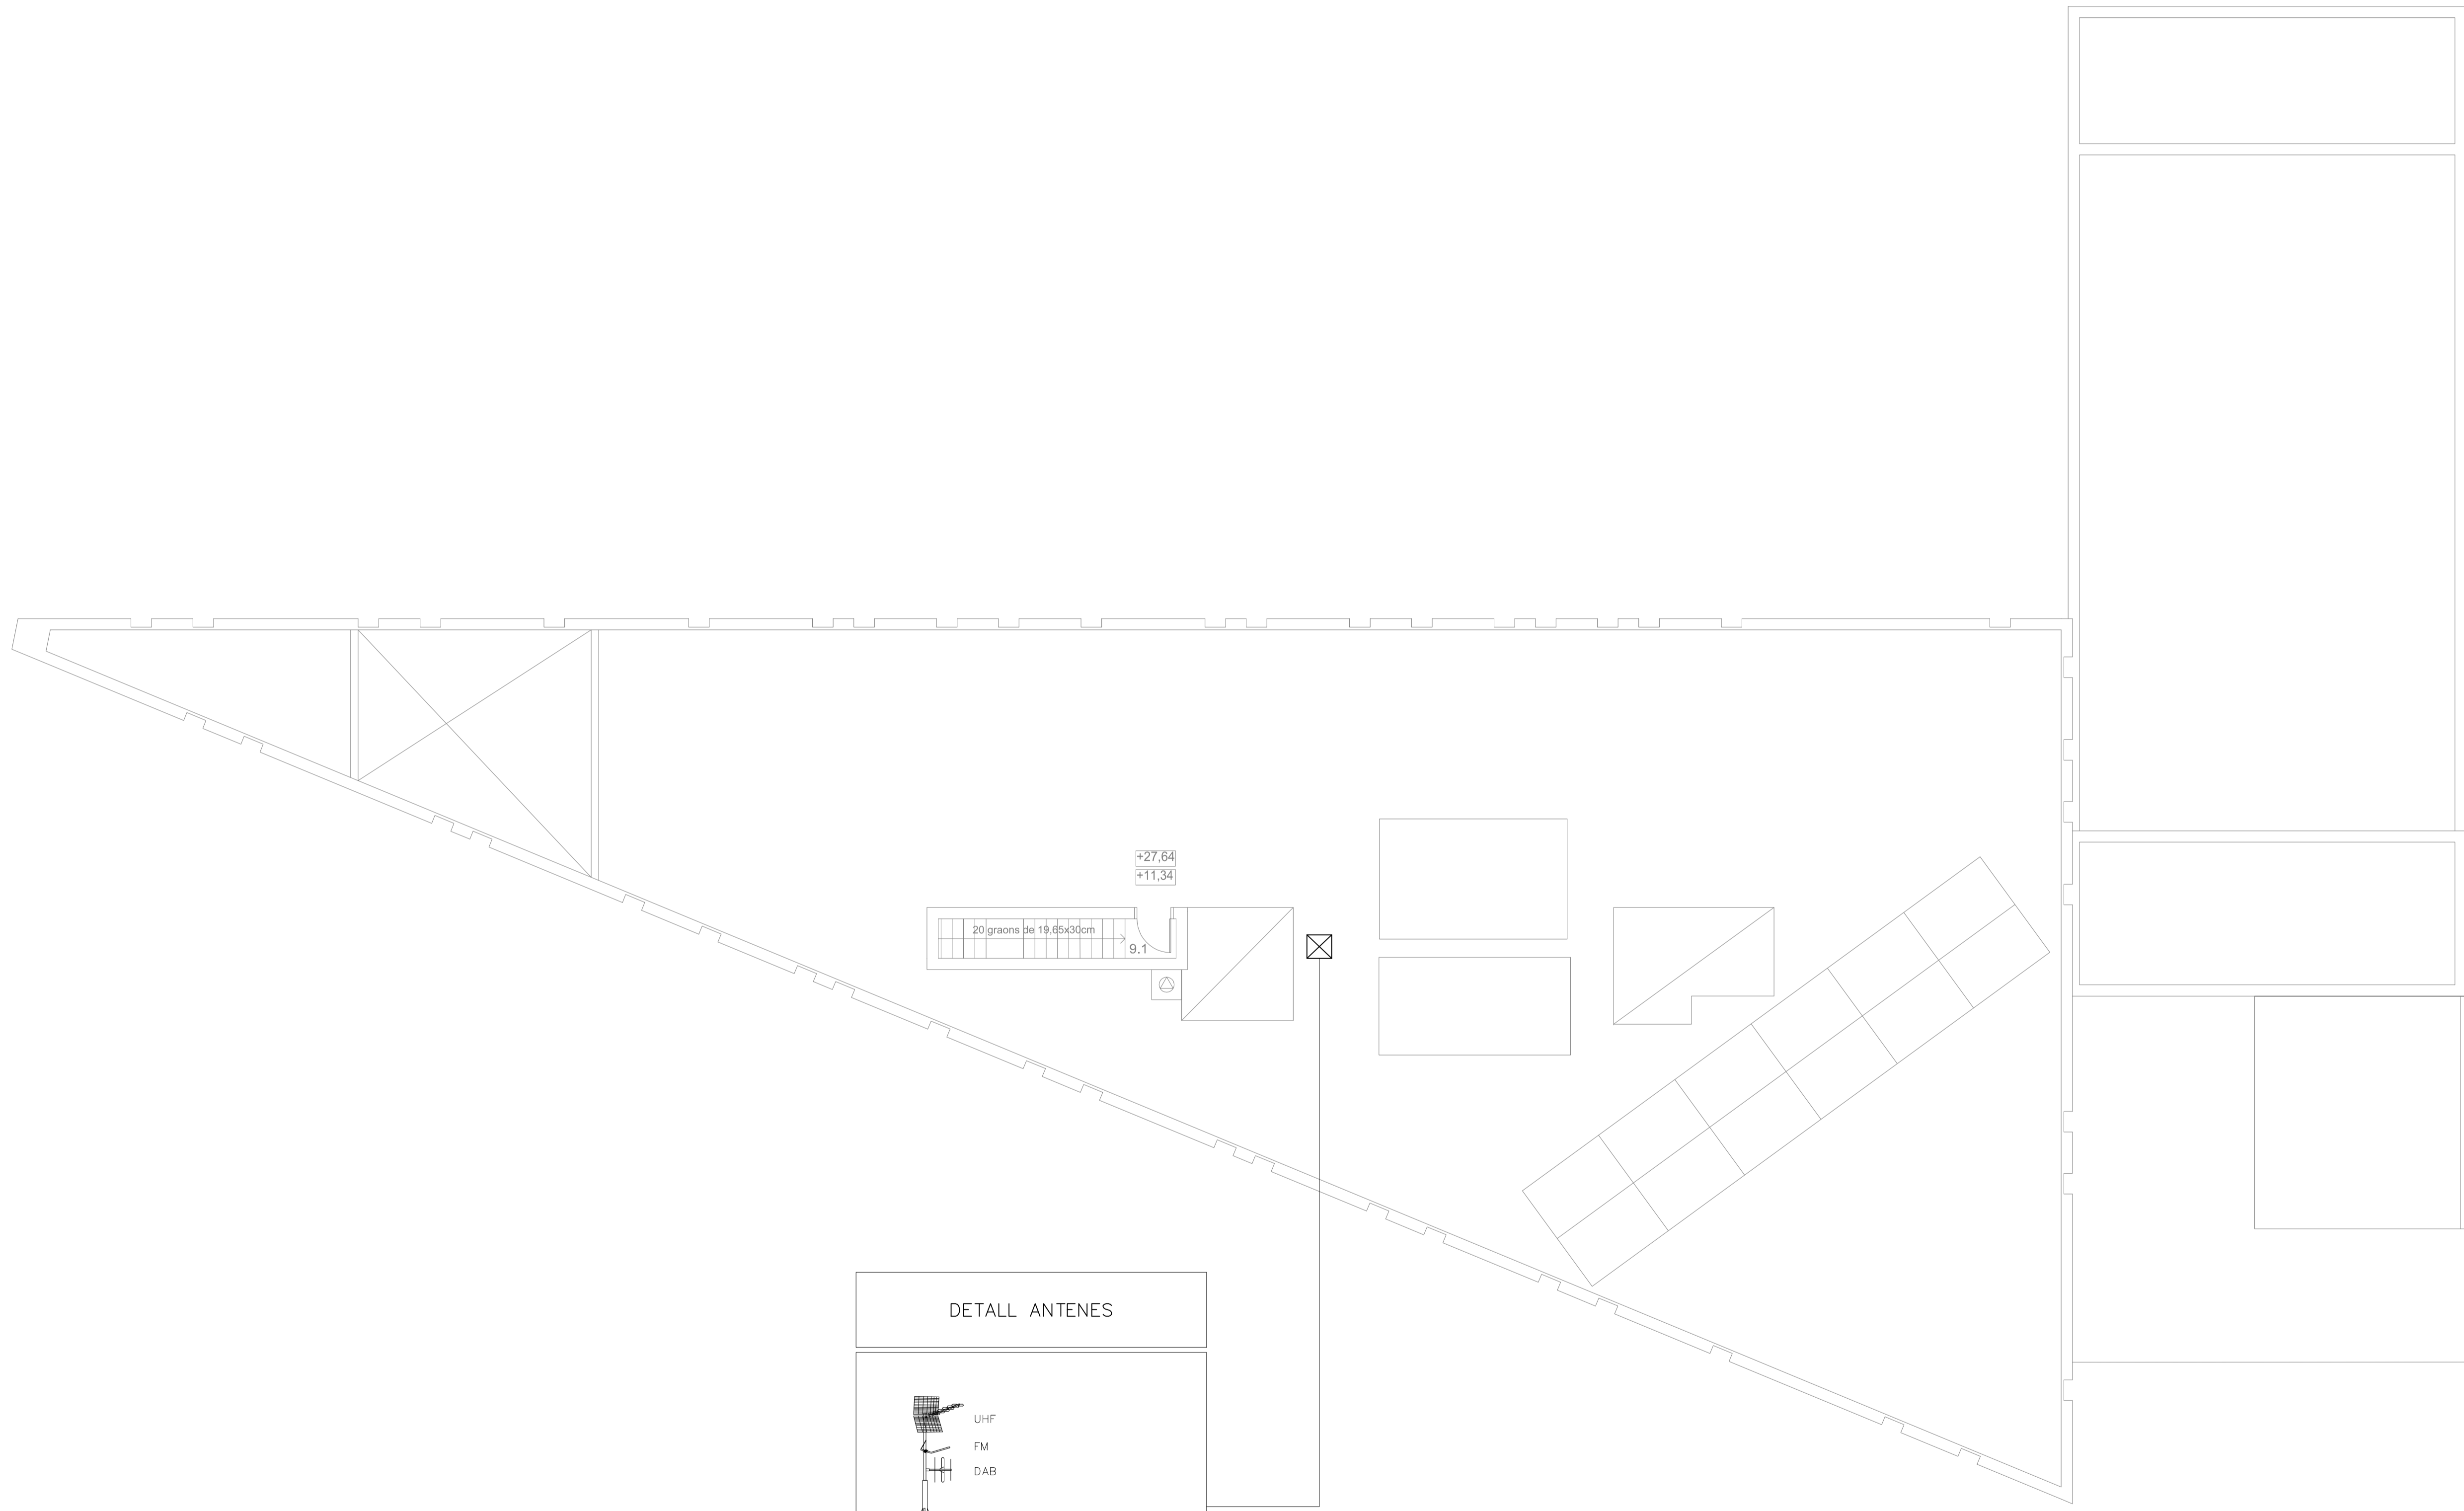 +27,64
+11,34
20 graons de 19,65x30cm
9.1
DETALL ANTENES
UHF
FM
DAB